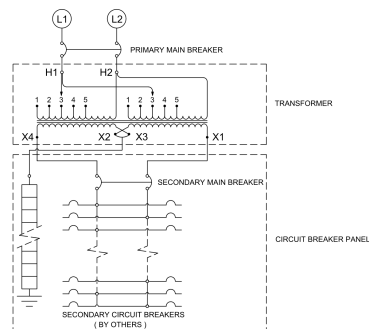 L1 L2
PRIMARY MAIN BREAKER
H1 H2
1 2 3 4 5 1 2 3 4 5
TRANSFORMER
X4 X2 X3 X1
SECONDARY MAIN BREAKER
CIRCUIT BREAKER PANEL
SECONDARY CIRCUIT BREAKERS
( BY OTHERS )